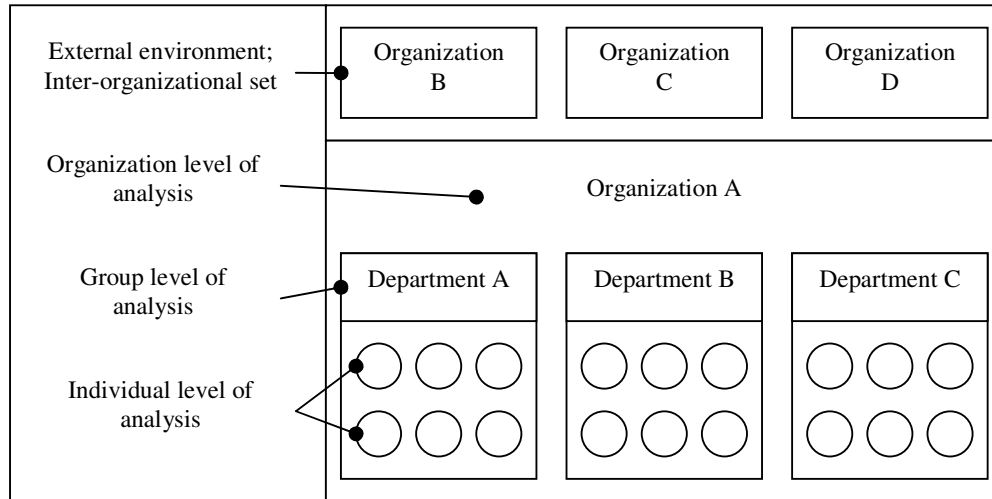 External environment;
Inter-organizational set
Organization
B
Organization
C
Organization
D
Organization level of
analysis
Organization A
Group level of
analysis
Department A
Department B
Department C
Individual level of
analysis